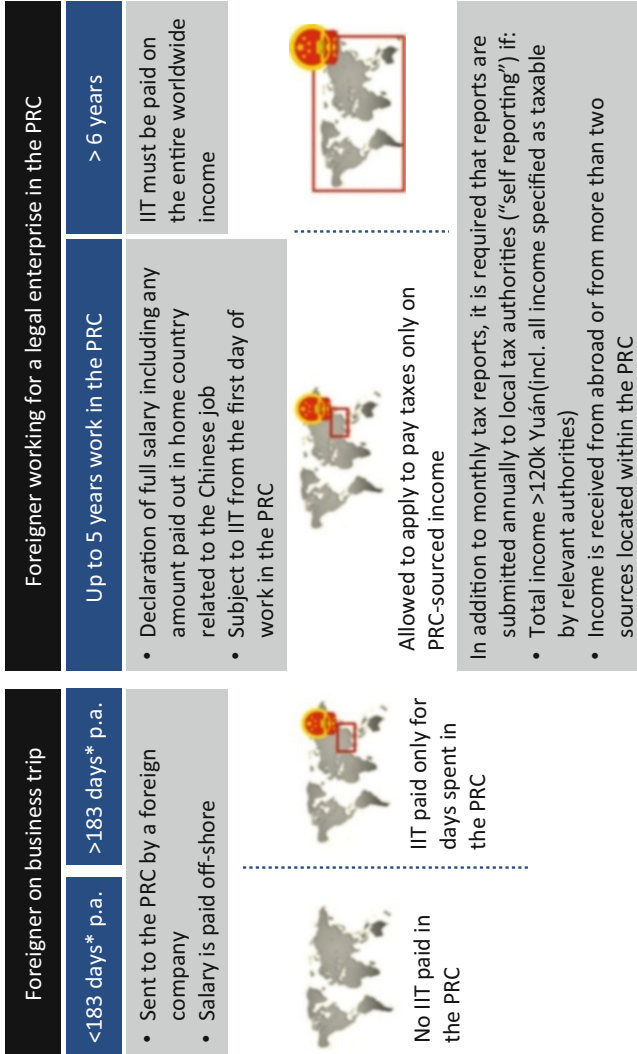 Foreigner on business trip
<183 days* p.a.
>183 days* p.a.
• Sent to the PRC by a foreign
company
• Salary is paid off-shore
No IIT paid in
the PRC
IIT paid only for
days spent in
the PRC
Foreigner working for a legal enterprise in the PRC
Up to 5 years work in the PRC
> 6 years
• Declaration of full salary including any
amount paid out in home country
related to the Chinese job
• Subject to IIT from the first day of
work in the PRC
IIT must be paid on
the entire worldwide
income
Allowed to apply to pay taxes only on
PRC-sourced income
In addition to monthly tax reports, it is required that reports are
submitted annually to local tax authorities (“self reporting”) if:
• Total income >120k Yuán(incl. all income specified as taxable
by relevant authorities)
• Income is received from abroad or from more than two
sources located within the PRC